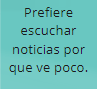 Prefiere
escuchar
noticias por
que ve poco.